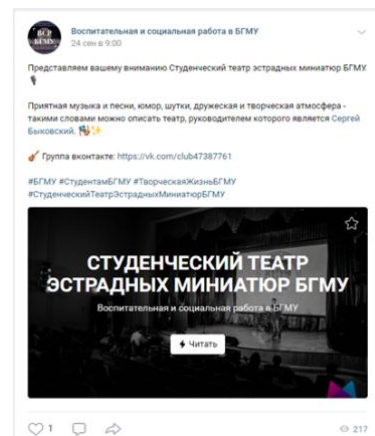 ВСР
БГМУ
Воспитательная и социальная работа в БГМУ
24 сен в 9:00
Представляем вашему вниманию Студенческий театр эстрадных миниатюр БГМУ.
Приятная музыка и песни, юмор, шутки, дружеская и творческая атмосфера -
такими словами можно описать театр, руководителем которого является Сергей
Быковский.
Группа вконтакте: https://vk.com/club47387761
#БГМУ #СтудентамБГМУ #ТворческаяЖизньБГМУ
#СтуденческийТеатрЭстрадныхМиниатюрБГМУ
СТУДЕНЧЕСКИЙ ТЕАТР
ЭСТРАДНЫХ МИНИАТЮР БГМУ
Воспитательная и социальная работа в БГМУ
Читать
1
217